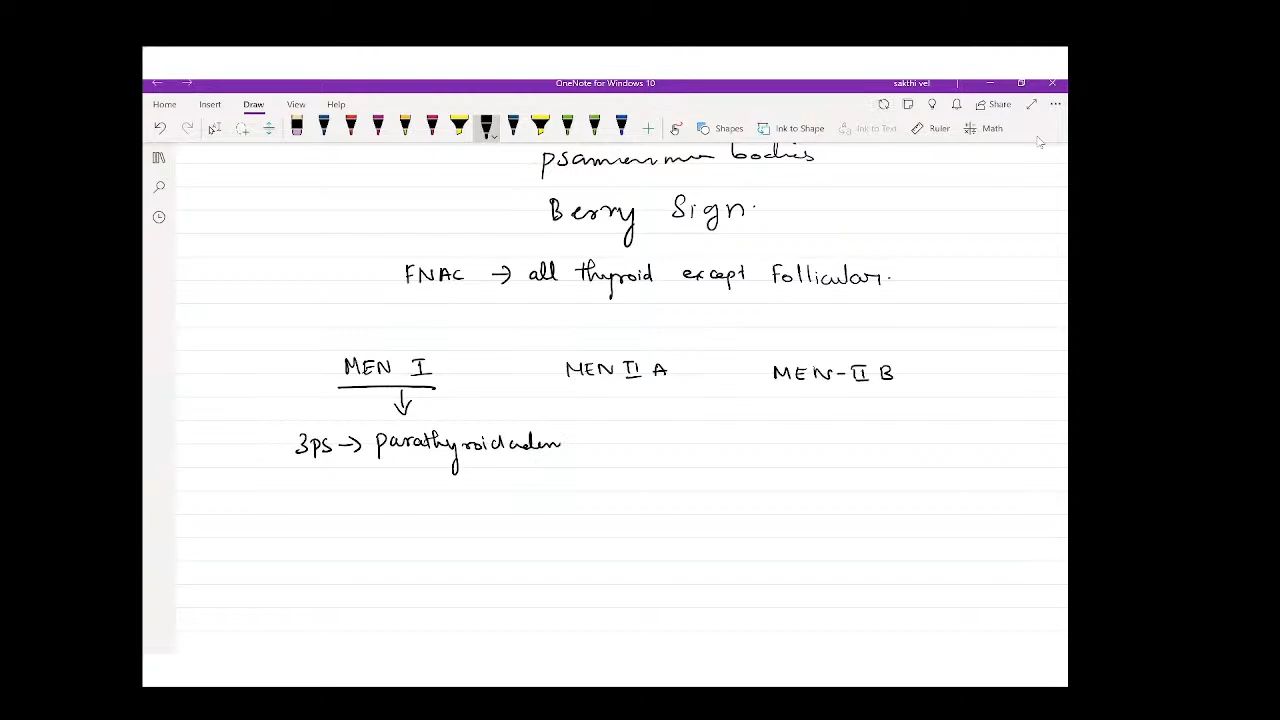 OneNote for Windows 10
sakthi vel
Home Insert Draw View Help
Share
Shapes Ink to Shape Ink to Text Ruler Math
bodies
Berry Sign.
FNAC → all thyroid except Follicular.
MEN I MEN II A MEN-II B
3ps → parathyroid aden